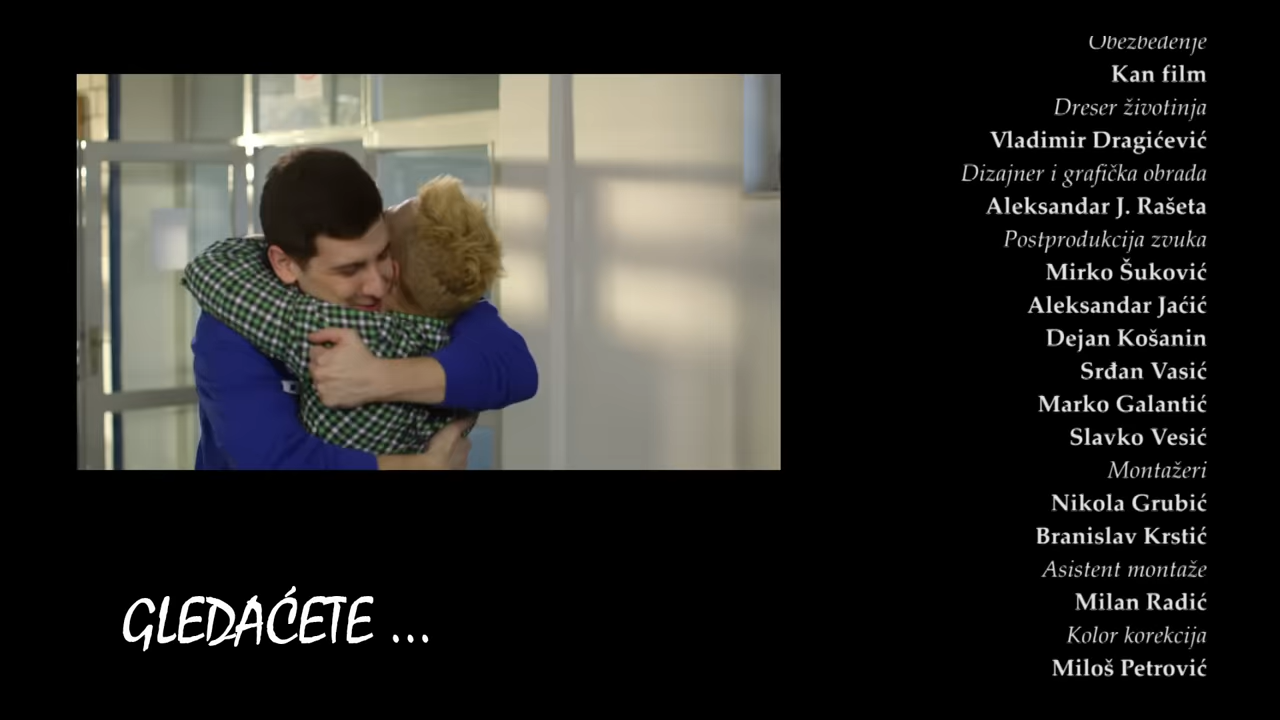 Obezbeđenje
Kan film
Dreser životinja
Vladimir Dragićević
Dizajner i grafička obrada
Aleksandar J. Rašeta
Postprodukcija zvuka
Mirko Šuković
Aleksandar Jaćić
Dejan Košanin
Srđan Vasić
Marko Galantić
Slavko Vesić
Montažeri
Nikola Grubić
Branislav Krstić
Asistent montaže
Milan Radić
Kolor korekcija
Miloš Petrović
GLEDAĆETE ...